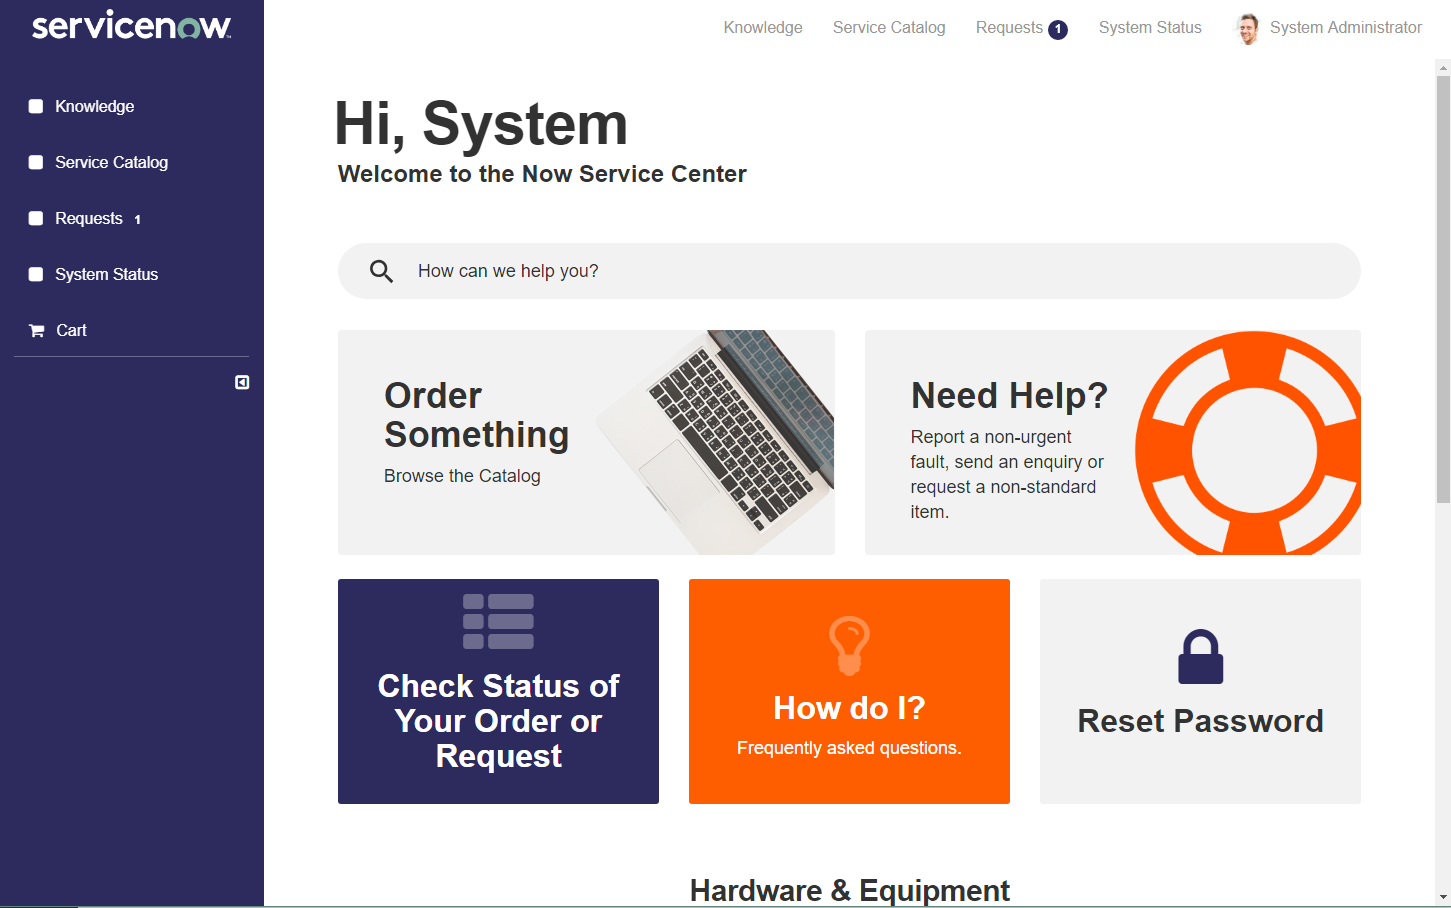 servicenow
Knowledge
Service Catalog
Requests 1
System Status
Cart
Knowledge Service Catalog Requests 1 System Status System Administrator
Hi, System
Welcome to the Now Service Center
How can we help you?
Order
Something
Browse the Catalog
Need Help?
Report a non-urgent
fault, send an enquiry or
request a non-standard
item.
Check Status of
Your Order or
Request
How do I?
Frequently asked questions.
Reset Password
Hardware & Equipment